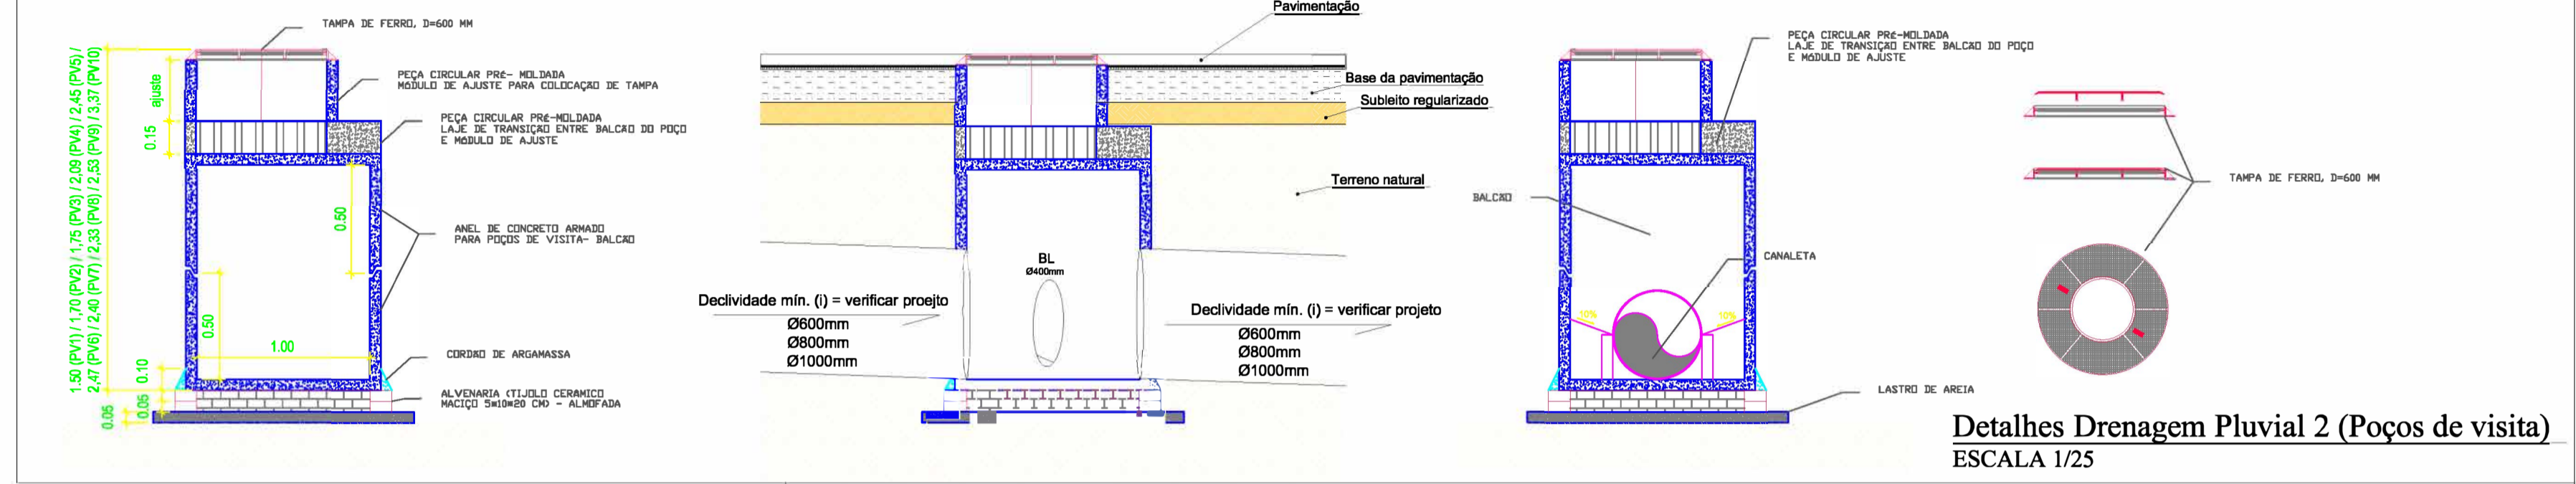 TAMPA DE FERRO, D=600 MM
PEÇA CIRCULAR PRÉ- MOLDADA
MÓDULO DE AJUSTE PARA COLOCAÇÃO DE TAMPA
PEÇA CIRCULAR PRÉ-MOLDADA
LAJE DE TRANSIÇÃO ENTRE BALCÃO DO POÇO
E MÓDULO DE AJUSTE
ANEL DE CONCRETO ARMADO
PARA POÇOS DE VISITA- BALCÃO
CORDÃO DE ARGAMASSA
ALVENARIA (TIJOLO CERAMICO
MACIÇO 5*10*20 CM) - ALMOFADA
1.50 (PV1) / 1,70 (PV2) / 1,75 (PV3) / 2,09 (PV4) / 2,45 (PV5) /
2,47 (PV6) / 2,40 (PV7) / 2,33 (PV8) / 2,53 (PV9) / 3,37 (PV10)
ajuste
0.15
0.50
0.50
1.00
0.10
0.05
0.05
Pavimentação
Base da pavimentação
Subleito regularizado
Terreno natural
BL
Ø400mm
Declividade mín. (i) = verificar proejto
Ø600mm
Ø800mm
Ø1000mm
Declividade mín. (i) = verificar projeto
Ø600mm
Ø800mm
Ø1000mm
PEÇA CIRCULAR PRÉ-MOLDADA
LAJE DE TRANSIÇÃO ENTRE BALCÃO DO POÇO
E MÓDULO DE AJUSTE
BALCÃO
CANALETA
10%
10%
LASTRO DE AREIA
TAMPA DE FERRO, D=600 MM
Detalhes Drenagem Pluvial 2 (Poços de visita)
ESCALA 1/25